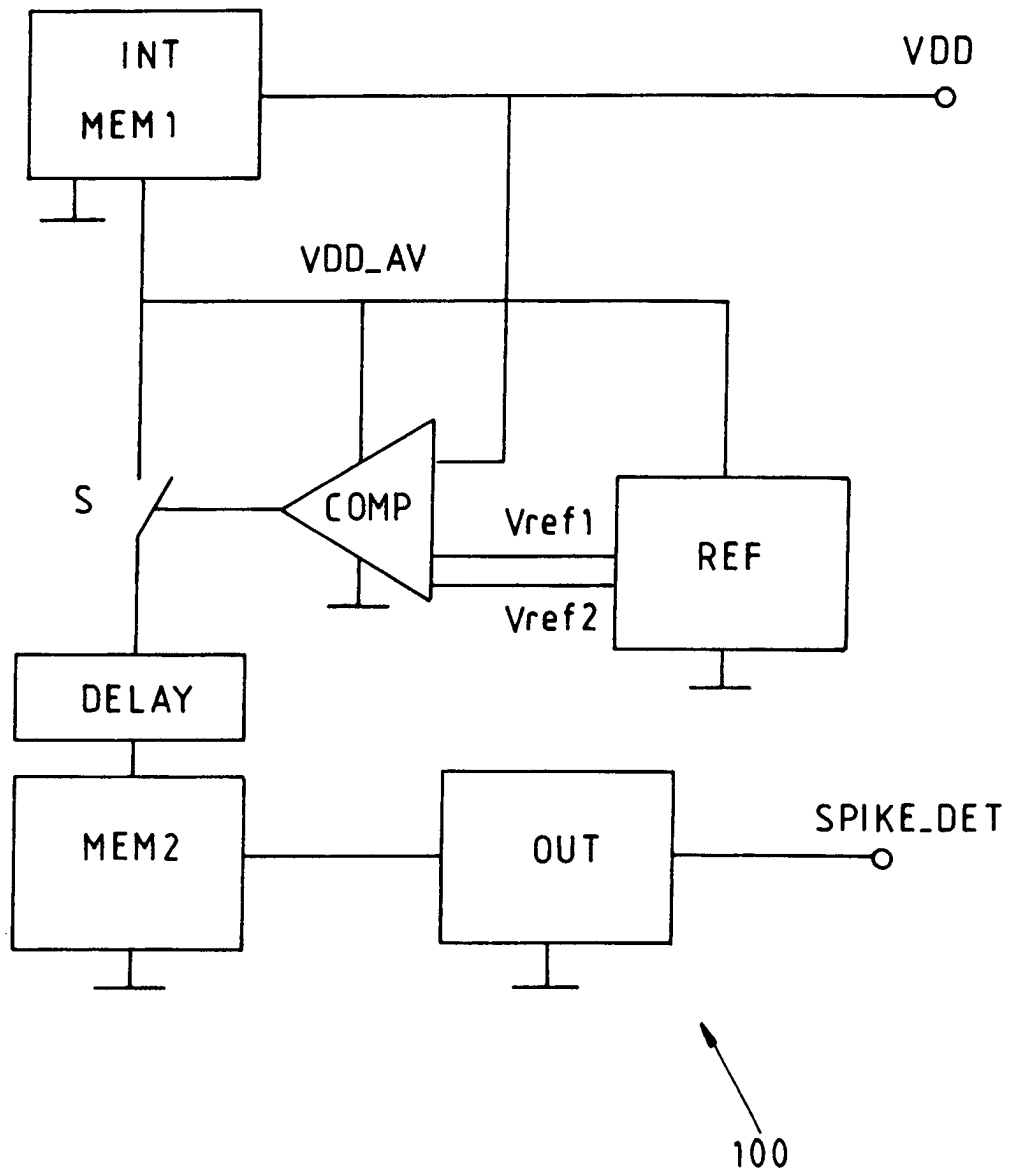 INT
MEM1
VDD
VDD_AV
S
COMP
Vref1
REF
Vref2
DELAY
MEM2
OUT
SPIKE_DET
100